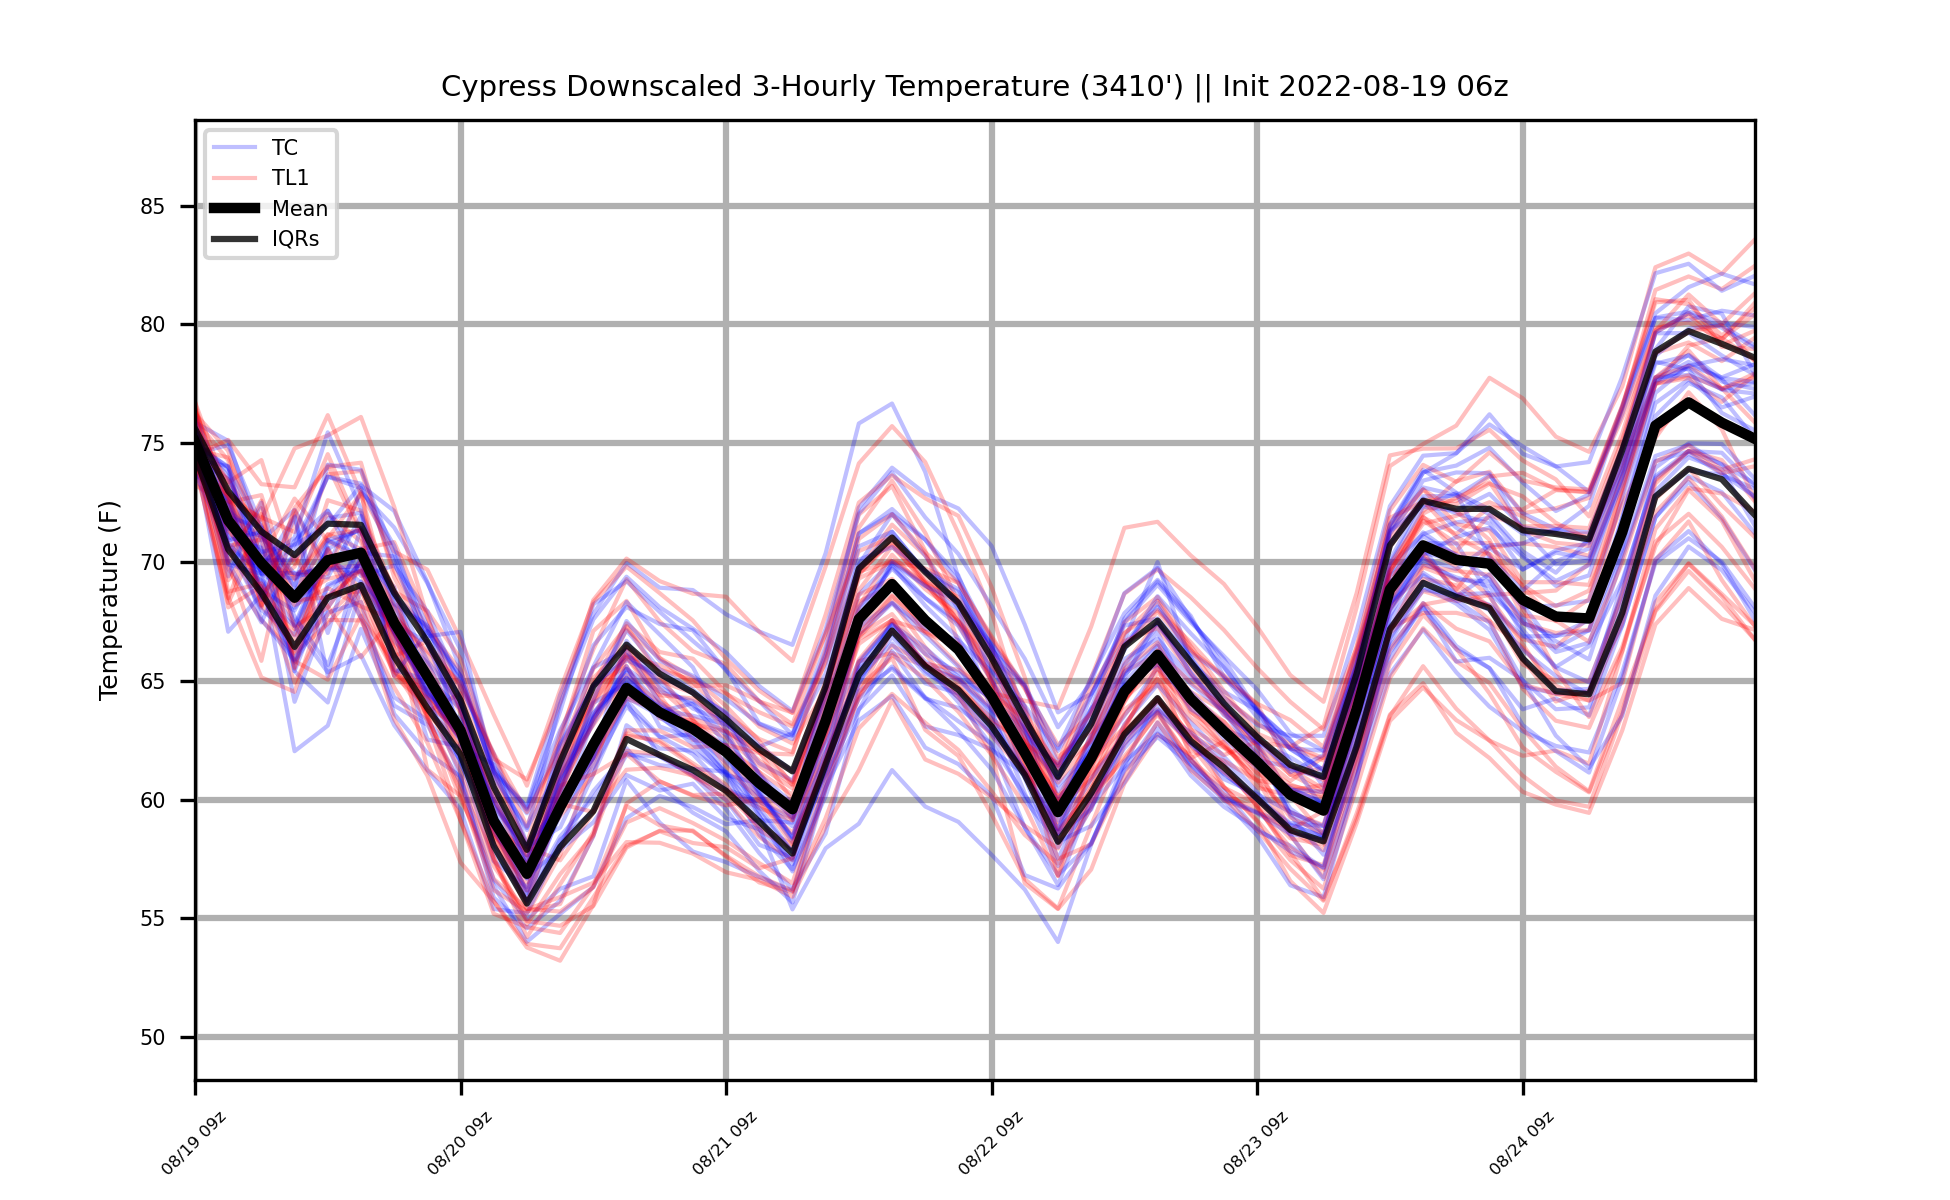 Cypress Downscaled 3-Hourly Temperature (3410') || Init 2022-08-19 06z
TC
TL1
Mean
IQRs
Temperature (F)
85
80
75
70
65
60
55
50
08/19 09z
08/20 09z
08/21 09z
08/22 09z
08/23 09z
08/24 09z